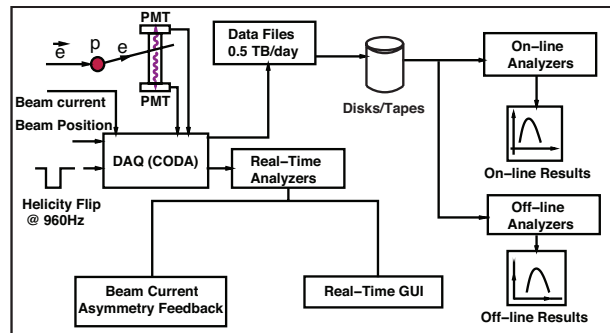 PMT
e
p
e
PMT
Beam current
Beam Position
DAQ (CODA)
Helicity Flip
@ 960Hz
Data Files
0.5 TB/day
Disks/Tapes
Real-Time
Analyzers
Beam Current
Asymmetry Feedback
Real-Time GUI
On-line
Analyzers
On-line Results
Off-line
Analyzers
Off-line Results